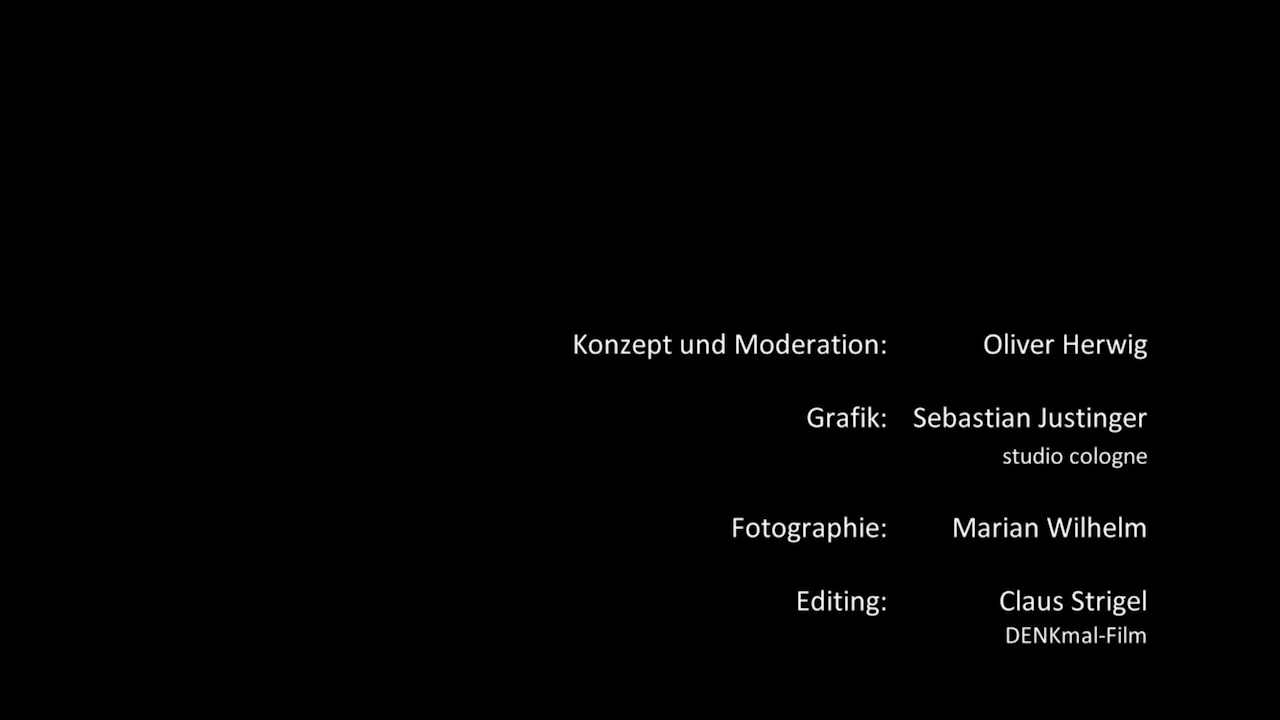 Konzept und Moderation: Oliver Herwig
Grafik: Sebastian Justinger
studio cologne
Fotographie: Marian Wilhelm
Editing: Claus Strigel
DENKmal-Film